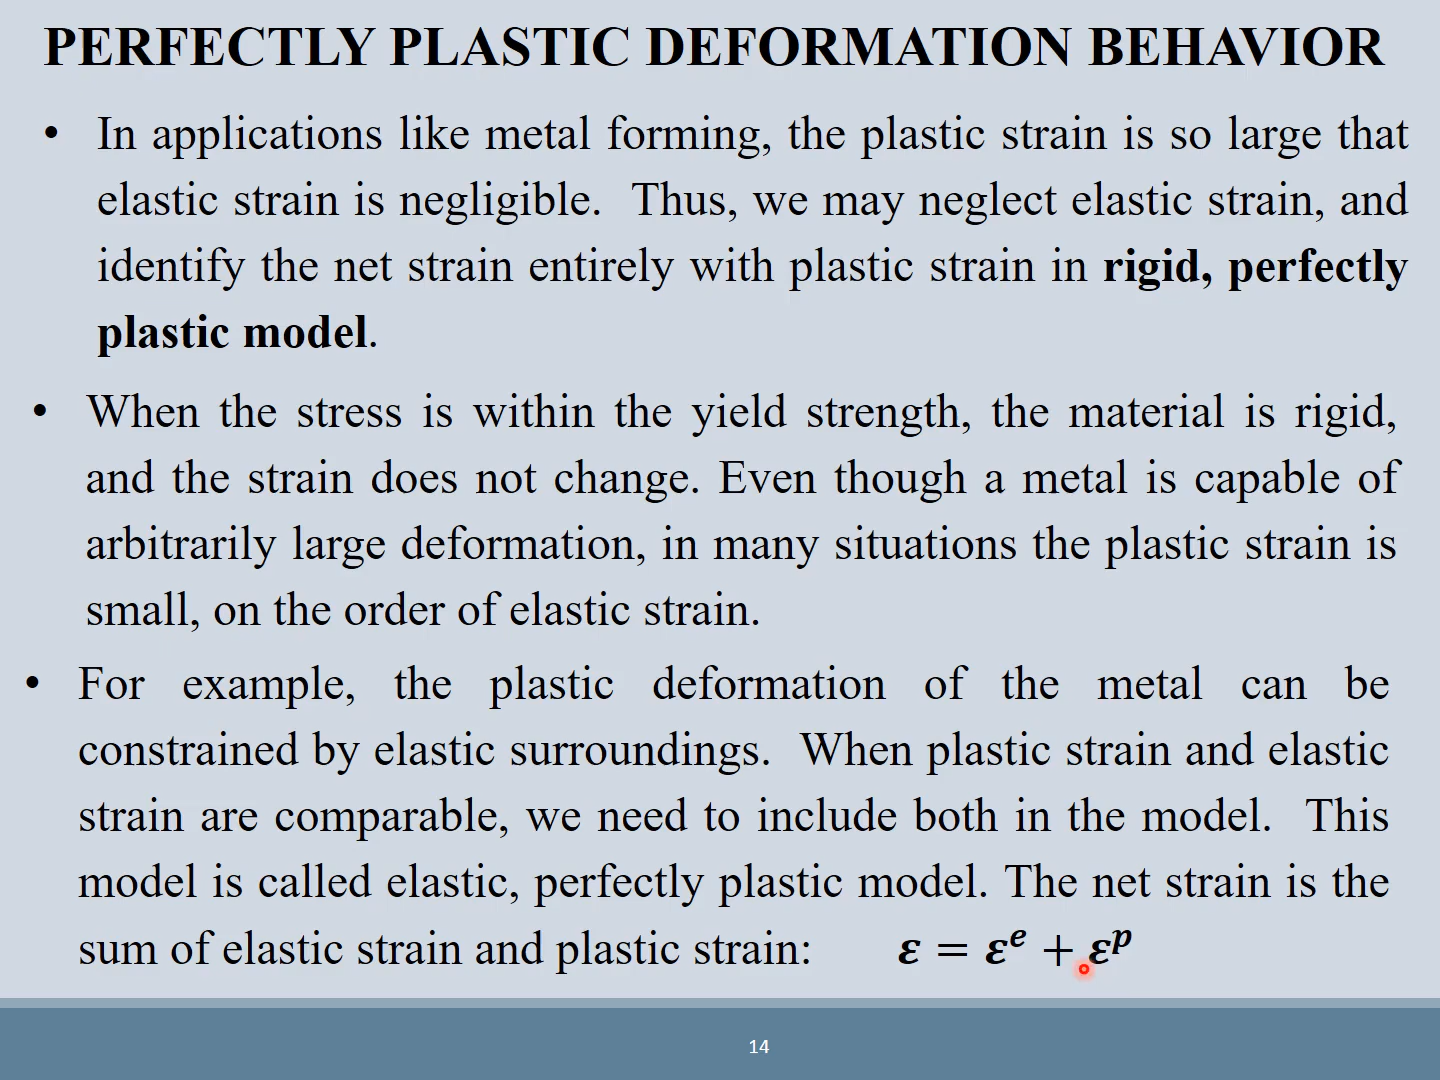 PERFECTLY PLASTIC DEFORMATION BEHAVIOR
• In applications like metal forming, the plastic strain is so large that
elastic strain is negligible. Thus, we may neglect elastic strain, and
identify the net strain entirely with plastic strain in rigid, perfectly
plastic model.
• When the stress is within the yield strength, the material is rigid,
and the strain does not change. Even though a metal is capable of
arbitrarily large deformation, in many situations the plastic strain is
small, on the order of elastic strain.
• For example, the plastic deformation of the metal can be
constrained by elastic surroundings. When plastic strain and elastic
strain are comparable, we need to include both in the model. This
model is called elastic, perfectly plastic model. The net strain is the
sum of elastic strain and plastic strain: ε = εᵉ + εᵖ
14